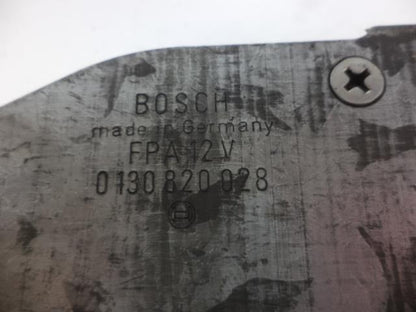 BOSCH
made in Germany
FPA 12 V
0 130 820 028